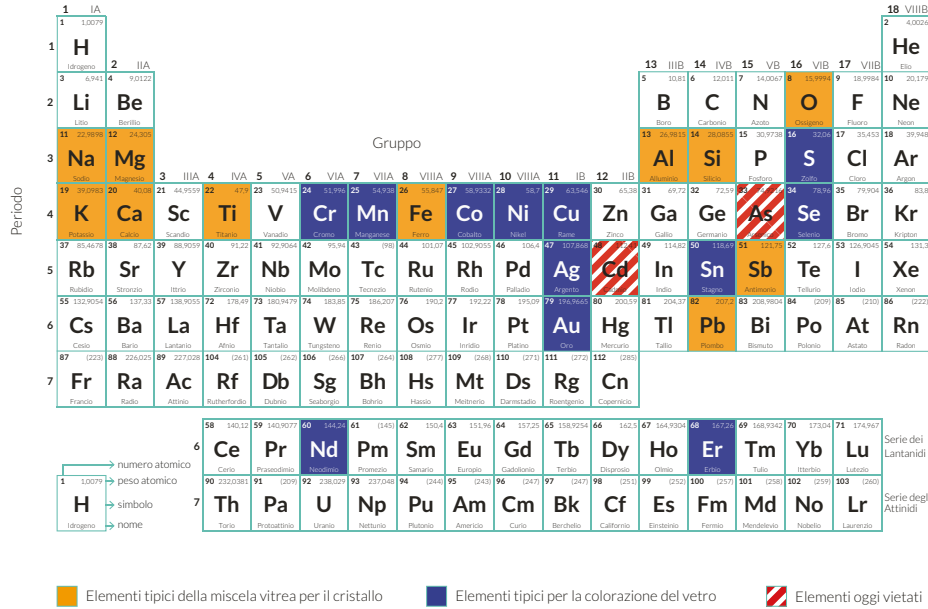 1 IA 18 VIIIB
1 1,0079 2 4,0026
1 H He
Idrogeno Elio
2 IIA 13 IIIB 14 IVB 15 VB 16 VIB 17 VIIB
3 6,941 4 9,0122 5 10,81 6 12,011 7 14,0067 8 15,9994 9 18,9984 10 20,179
2 Li Be B C N O F Ne
Litio Berillio Boro Carbonio Azoto Ossigeno Fluoro Neon
11 22,9898 12 24,305 13 26,9815 14 28,0855 15 30,9738 16 32,06 17 35,453 18 39,948
Gruppo
3 Na Mg Al Si P S Cl Ar
Sodio Magnesio Alluminio Silicio Fosforo Zolfo Cloro Argon
3 IIIA 4 IVA 5 VA 6 VIA 7 VIIA 8 VIIIA 9 VIIIA 10 VIIIA 11 IB 12 IIB
Periodo
19 39,0983 20 40,08 21 44,9559 22 47,9 23 50,9415 24 51,996 25 54,938 26 55,847 27 58,9332 28 58,7 29 63,546 30 65,38 31 69,72 32 72,59 33 34 78,96 35 79,904 36 83,8
4 K Ca Sc Ti V Cr Mn Fe Co Ni Cu Zn Ga Ge As Se Br Kr
Potassio Calcio Scandio Titanio Vanadio Cromo Manganese Ferro Cobalto Nikel Rame Zinco Gallio Germanio Selenio Bromo Kripton
37 85,4678 38 87,62 39 88,9059 40 91,22 41 92,9064 42 95,94 43 (98) 44 101,07 45 102,9055 46 106,4 47 107,868 48 49 114,82 50 118,69 51 121,75 52 127,6 53 126,9045 54 131,3
5 Rb Sr Y Zr Nb Mo Tc Ru Rh Pd Ag Cd In Sn Sb Te I Xe
Rubidio Stronzio Ittrio Zirconio Niobio Molibdeno Tecnezio Rutenio Rodio Palladio Argento Indio Stagno Antimonio Tellurio Iodio Xenon
55 132,9054 56 137,33 57 138,9055 72 178,49 73 180,9479 74 183,85 75 186,207 76 190,2 77 192,22 78 195,09 79 196,9665 80 200,59 81 204,37 82 207,2 83 208,9804 84 (209) 85 (210) 86 (222)
6 Cs Ba La Hf Ta W Re Os Ir Pt Au Hg Tl Pb Bi Po At Rn
Cesio Bario Lantanio Afnio Tantalio Tungsteno Renio Osmio Inridio Platino Oro Mercurio Tallio Piombo Bismuto Polonio Astato Radon
87 (223) 88 226,025 89 227,028 104 (261) 105 (262) 106 (266) 107 (264) 108 (277) 109 (268) 110 (271) 111 (272) 112 (285)
7 Fr Ra Ac Rf Db Sg Bh Hs Mt Ds Rg Cn
Francio Radio Attinio Rutherfordio Dubnio Seaborgio Bohrio Hassio Meitnerio Darmstadio Roentgenio Copernicio
58 140,12 59 140,9077 60 144,24 61 (145) 62 150,4 63 151,96 64 157,25 65 158,9254 66 162,5 67 164,9304 68 167,26 69 168,9342 70 173,04 71 174,967
6 Ce Pr Nd Pm Sm Eu Gd Tb Dy Ho Er Tm Yb Lu Serie dei
Lantanidi
Cerio Praseodimio Neodimio Promezio Samario Europio Gadolonio Terbio Disprosio Olmio Erbio Tulio Itterbio Lutezio
90 232,0381 91 (209) 92 238,029 93 237,048 94 (244) 95 (243) 96 (247) 97 (247) 98 (251) 99 (252) 100 (257) 101 (258) 102 (259) 103 (260)
7 Th Pa U Np Pu Am Cm Bk Cf Es Fm Md No Lr Serie degli
Attinidi
Torio Protoattinio Uranio Nettunio Plutonio Americio Curio Berchelio Californio Einsteinio Fermio Mendelevio Nobelio Laurenzio
numero atomico
1 1,0079 peso atomico
H simbolo
Idrogeno nome
Elementi tipici della miscela vitrea per il cristallo
Elementi tipici per la colorazione del vetro
Elementi oggi vietati